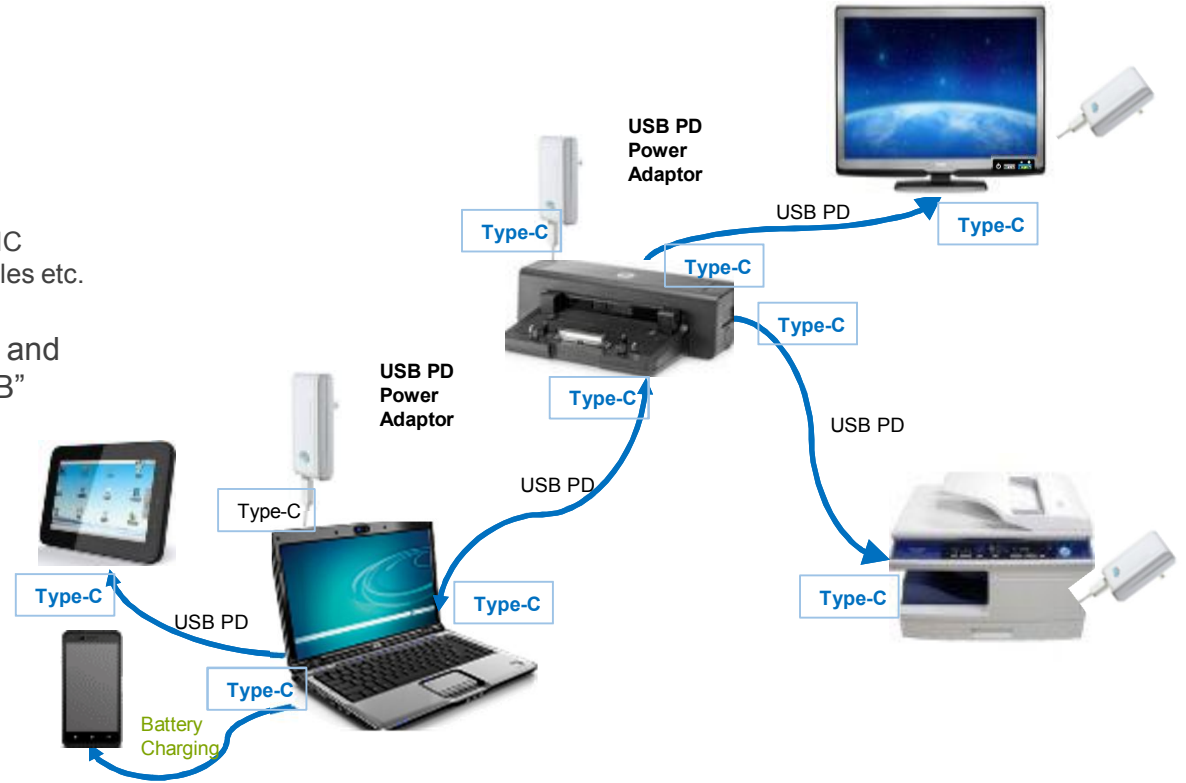 USB PD
Power
Adaptor
USB PD
Type-C
Type-C
Type-C
Type-C
IC
les etc.
and
B”
USB PD
Power
Adaptor
Type-C
USB PD
USB PD
Type-C
Type-C
Type-C
Type-C
USB PD
Type-C
Battery
Charging